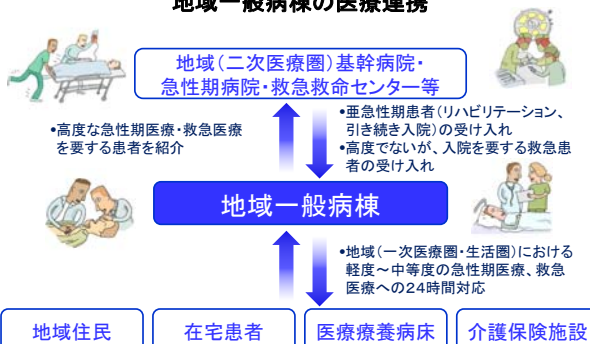 地域一般病棟の医療連携
地域(二次医療圏)基幹病院・
急性期病院・救急救命センター等
•高度な急性期医療・救急医療
を要する患者を紹介
•亜急性期患者(リハビリテーション、
引き続き入院)の受け入れ
•高度でないが、入院を要する救急患
者の受け入れ
地域一般病棟
•地域(一次医療圏・生活圏)における
軽度~中等度の急性期医療、救急
医療への24時間対応
地域住民
在宅患者
医療療養病床
介護保険施設